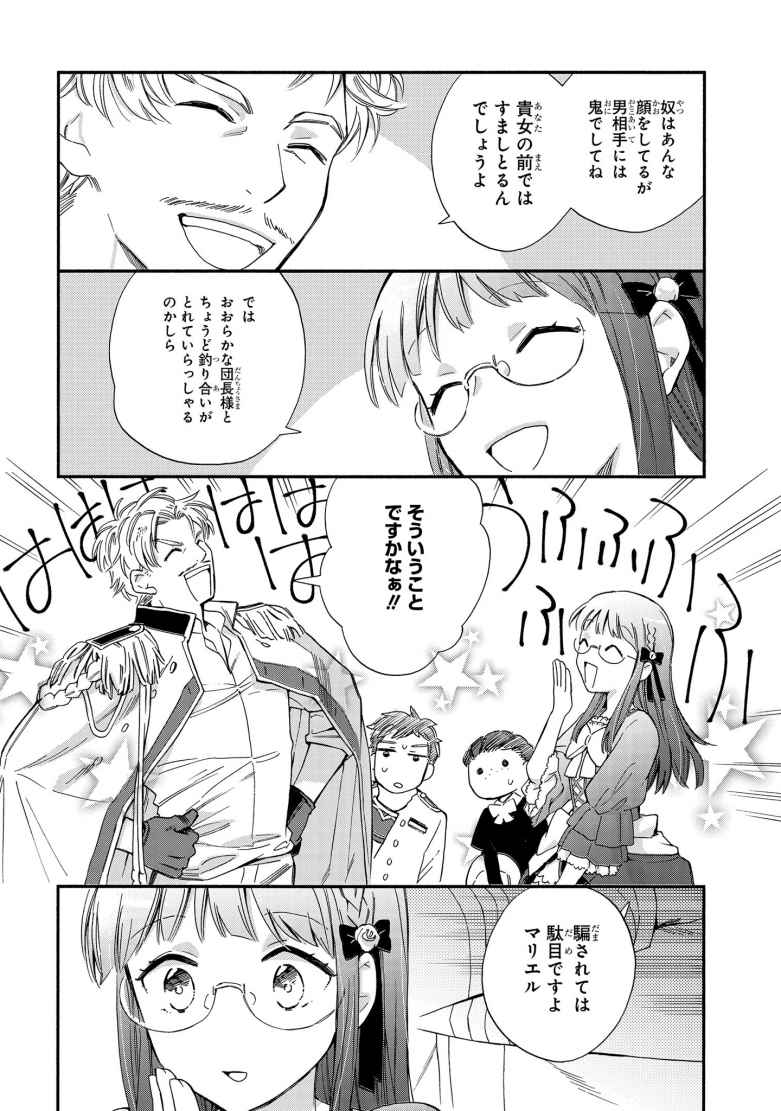 奴はあんな
顔をしてるが
男相手には
鬼でしてね
貴女の前では
すましとるん
でしょうよ
では
おおらかな団長様と
ちょうど釣り合いが
とれていらっしゃる
のかしら
うふふふふふふ
そういうこと
ですかなぁ!!
はははははははは
騙されては
駄目ですよ
マリエル